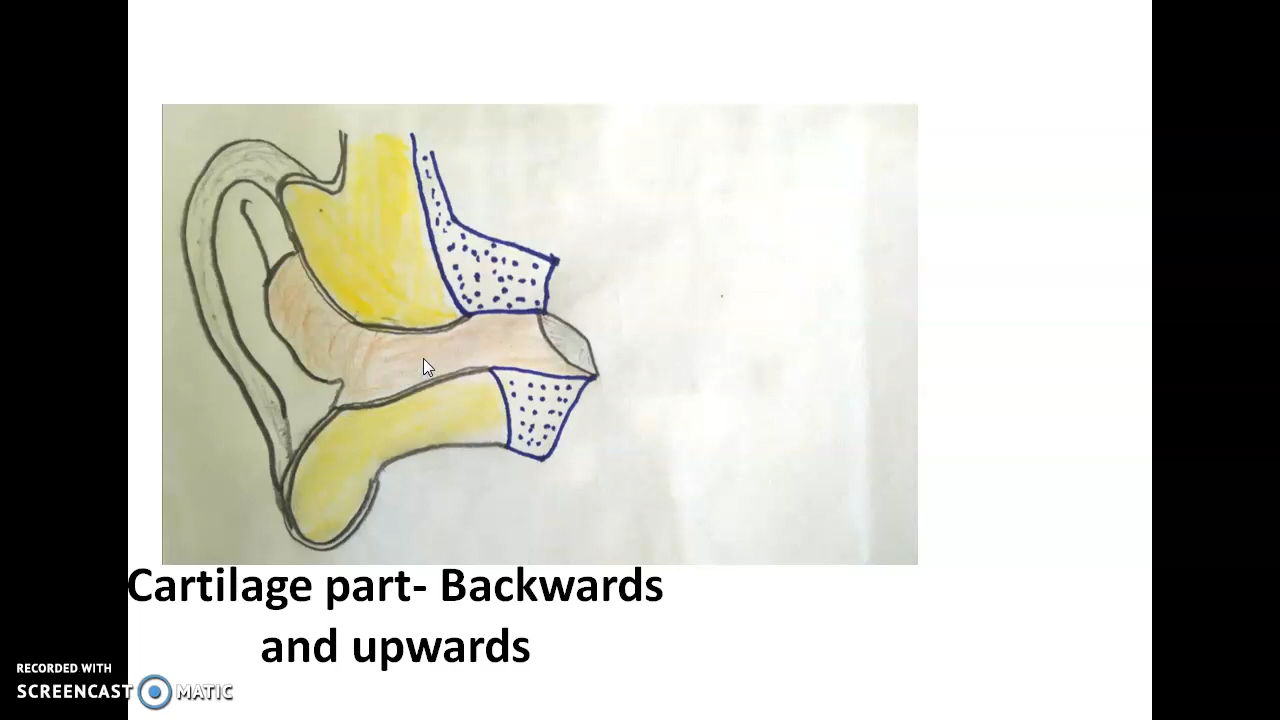 Cartilage part- Backwards
and upwards
RECORDED WITH
SCREENCAST MATIC